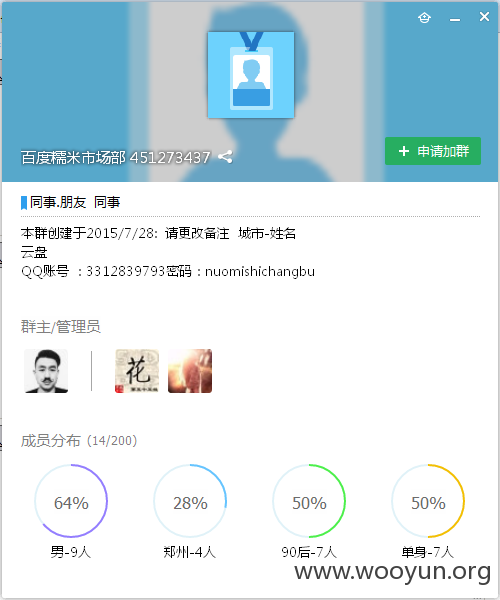 百度糯米市场部 451273437
+ 申请加群
同事.朋友 同事
本群创建于2015/7/28: 请更改备注 城市-姓名
云盘
QQ账号 : 3312839793密码 : nuomishichangbu
群主/管理员
花
成员分布 (14/200)
64% 28% 50% 50%
男-9人 郑州-4人 90后-7人 单身-7人
www.wooyun.org